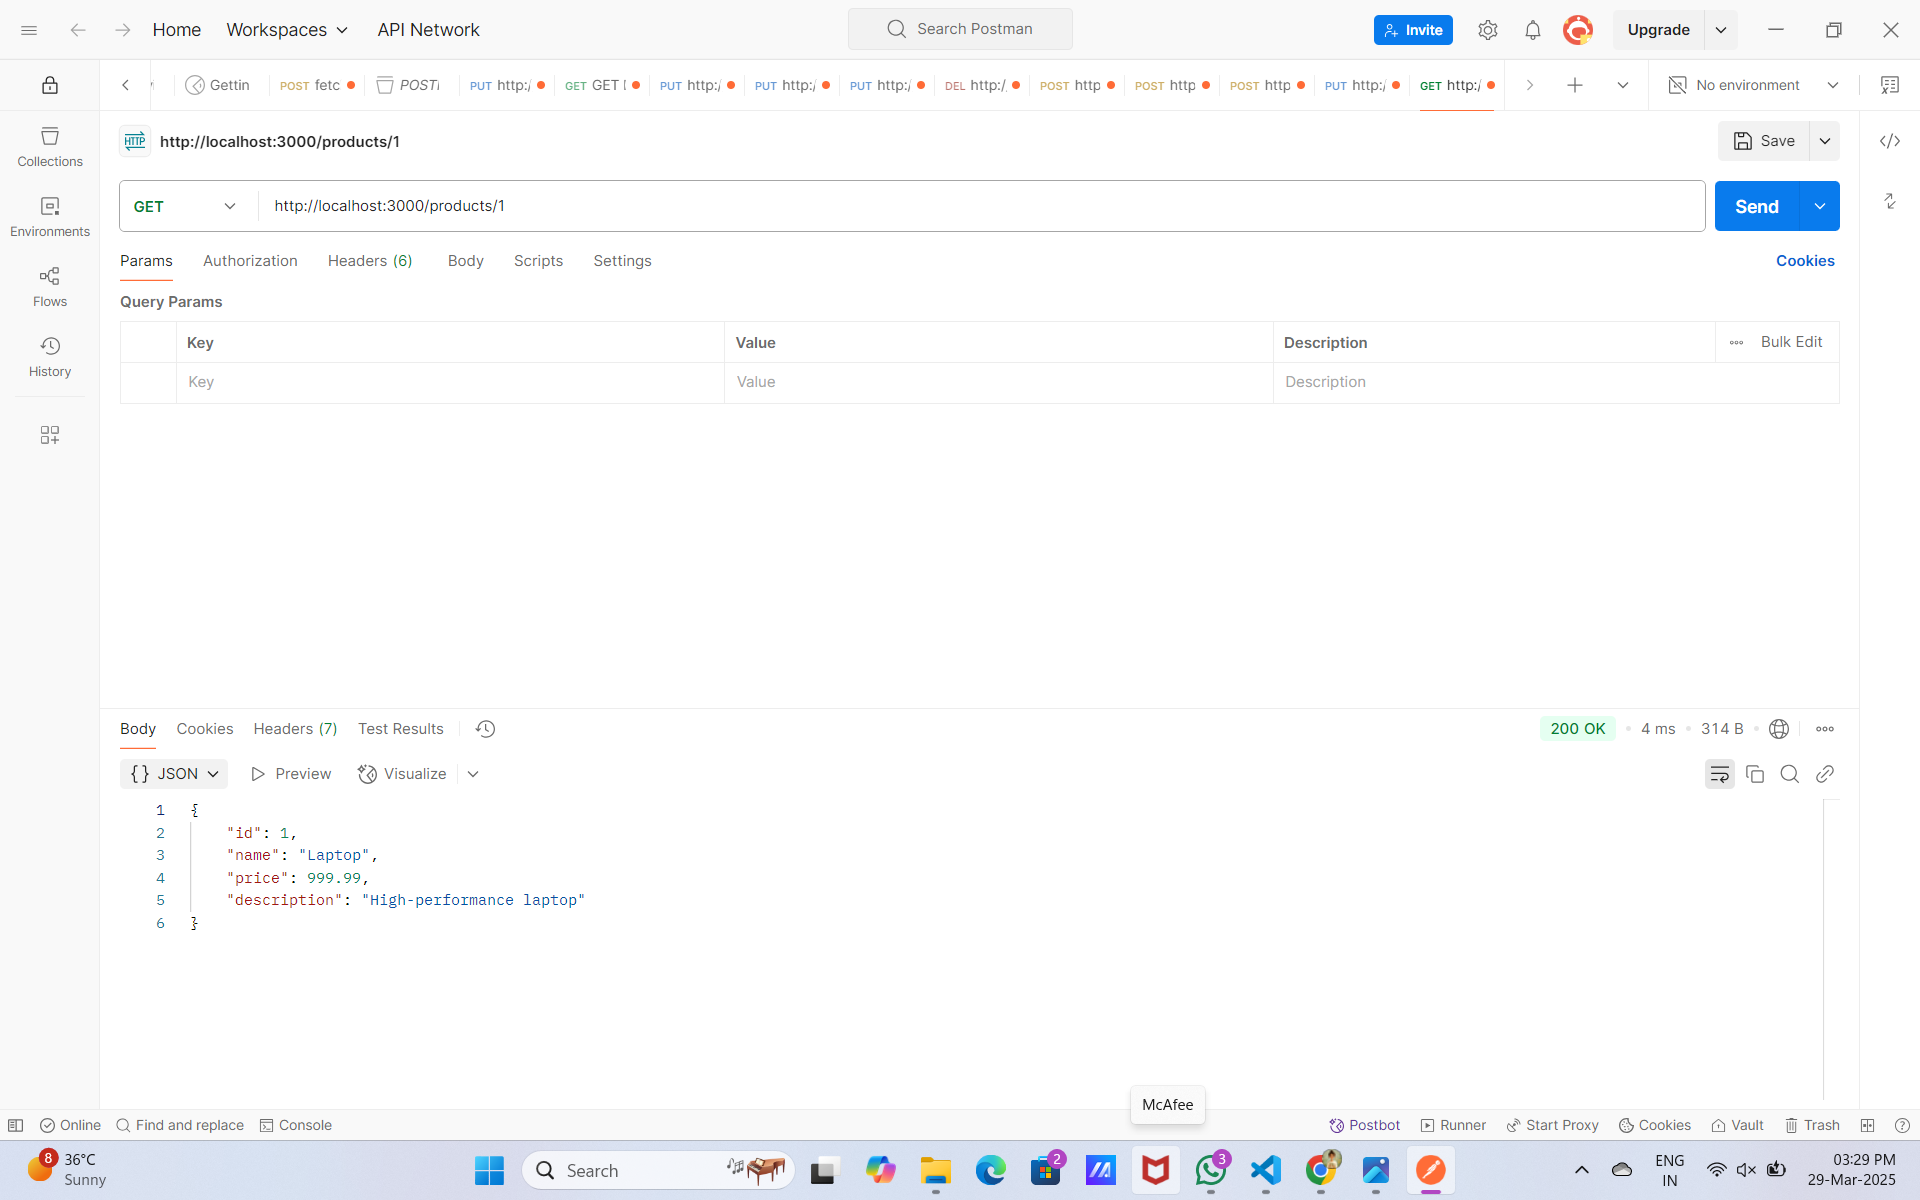 Home Workspaces API Network Search Postman Invite Upgrade
Gettin POST fetc POST PUT http:/ GET GET PUT http:/ PUT http:/ PUT http:/ DEL http:/ POST http POST http POST http PUT http:/ GET http:/ No environment
HTTP http://localhost:3000/products/1 Save
Collections
GET http://localhost:3000/products/1 Send
Environments
Params Authorization Headers (6) Body Scripts Settings Cookies
Flows
Query Params
Key Value Description Bulk Edit
History
Key Value Description
Body Cookies Headers (7) Test Results 200 OK 4 ms 314 B
{} JSON Preview Visualize
1 {
2 "id": 1,
3 "name": "Laptop",
4 "price": 999.99,
5 "description": "High-performance laptop"
6 }
McAfee
Online Find and replace Console Postbot Runner Start Proxy Cookies Vault Trash
8 36°C
Sunny
Search
2
3
ENG
IN
03:29 PM
29-Mar-2025